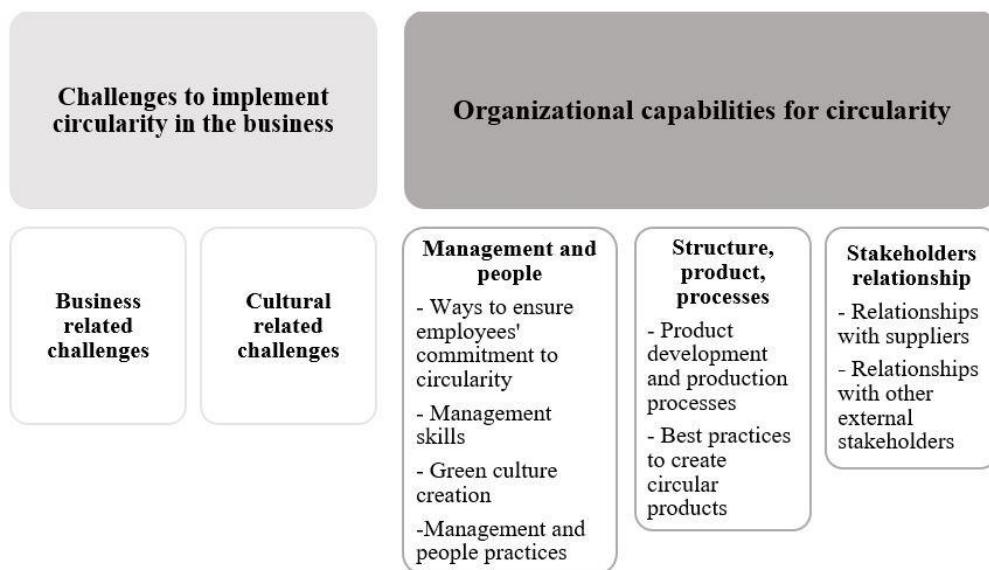 Challenges to implement
circularity in the business
Organizational capabilities for circularity
Business
related
challenges
Cultural
related
challenges
Management and
people
- Ways to ensure
employees'
commitment to
circularity
- Management
skills
- Green culture
creation
-Management and
people practices
Structure,
product,
processes
- Product
development
and production
processes
- Best practices
to create
circular
products
Stakeholders
relationship
- Relationships
with suppliers
- Relationships
with other
external
stakeholders